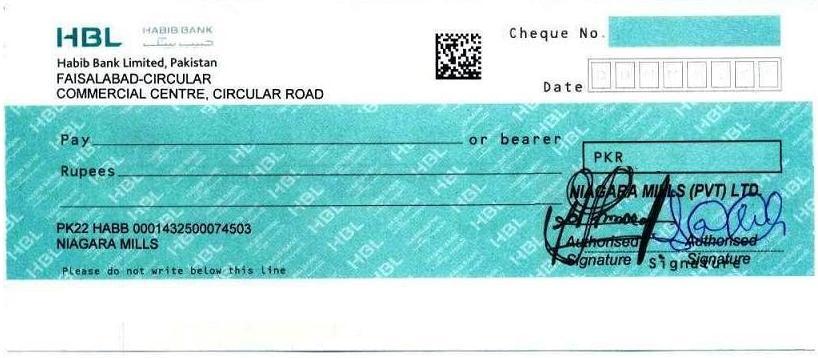 HBL HABIB BANK
حبيب بینک
Cheque No.
Habib Bank Limited, Pakistan
FAISALABAD-CIRCULAR
COMMERCIAL CENTRE, CIRCULAR ROAD
Date
Pay or bearer
PKR
Rupees
NIAGARA MILLS (PVT) LTD.
PK22 HABB 0001432500074503
NIAGARA MILLS
Authorised Authorised
Signature Signature
Signature
Please do not write below this line